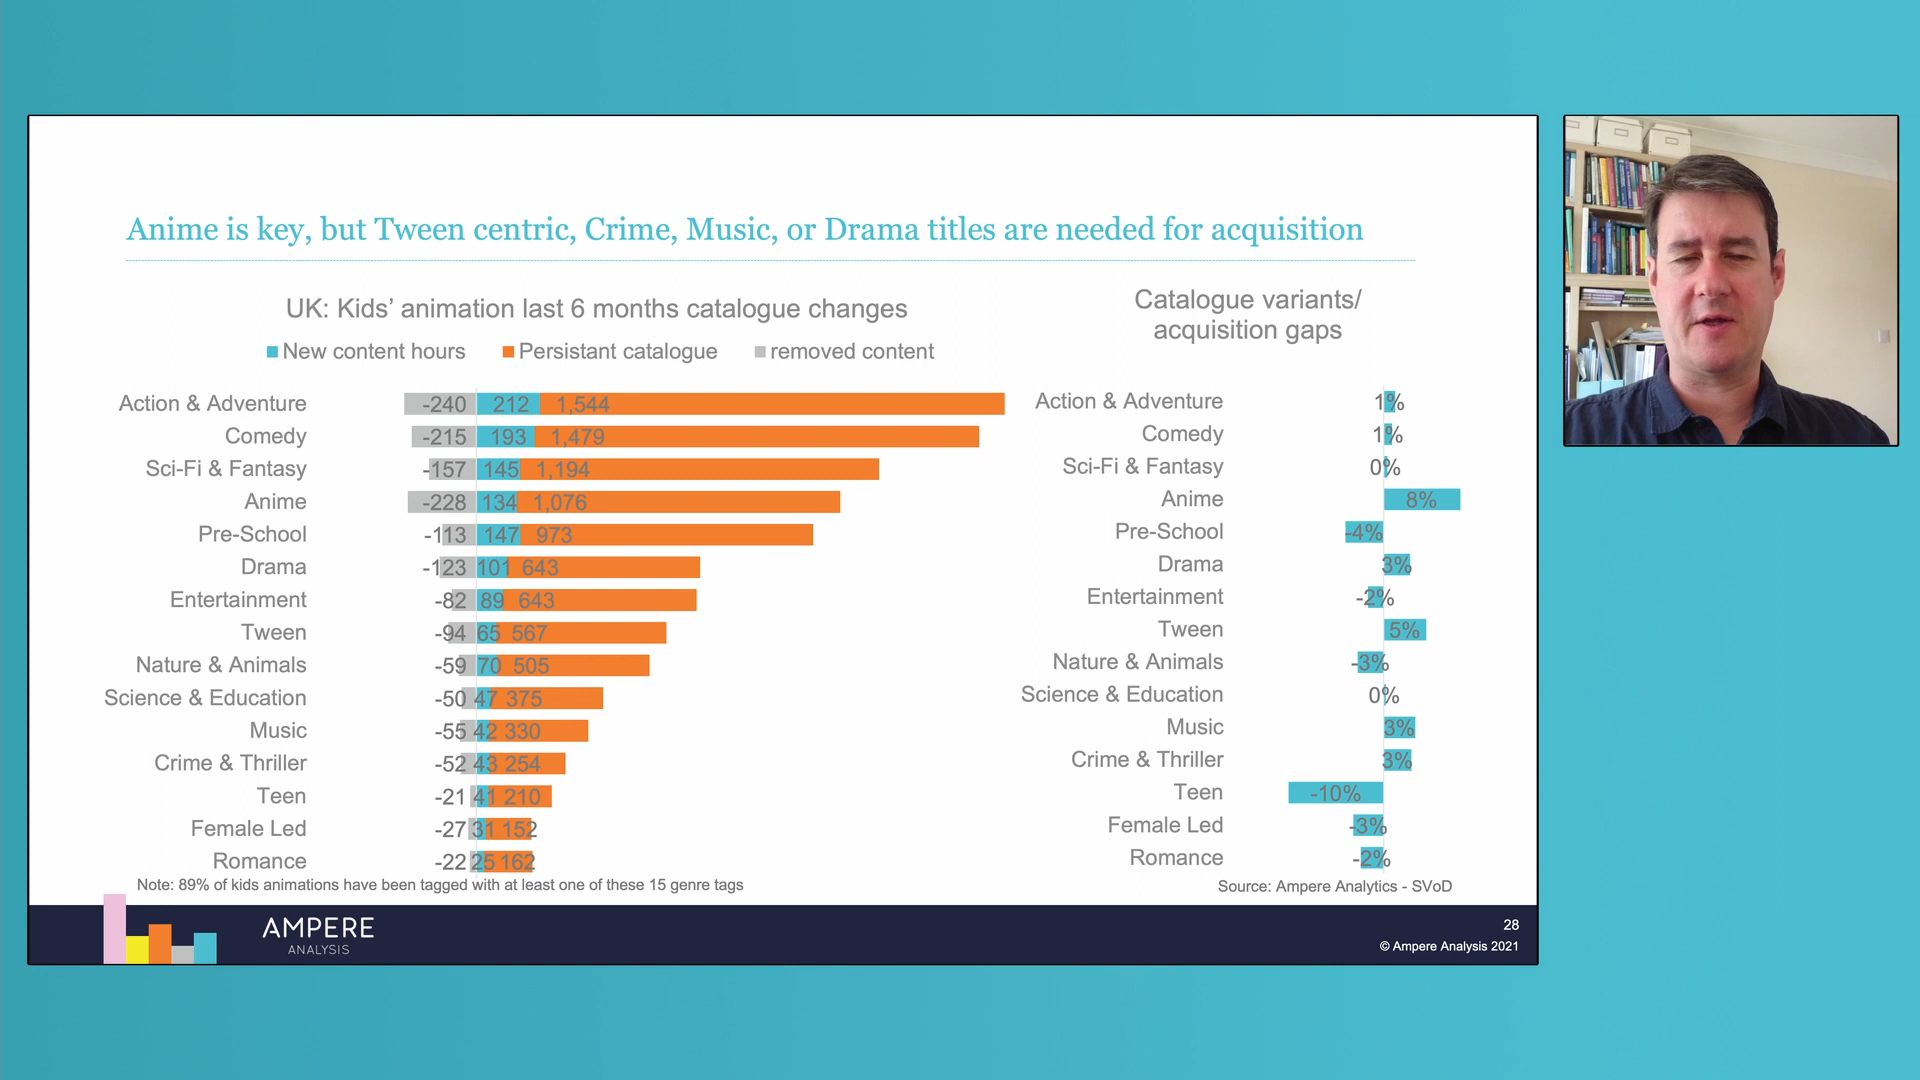 Anime is key, but Tween centric, Crime, Music, or Drama titles are needed for acquisition
UK: Kids’ animation last 6 months catalogue changes
New content hours Persistant catalogue removed content
Action & Adventure -240 212 1,544
Comedy -215 193 1,479
Sci-Fi & Fantasy -157 145 1,194
Anime -228 134 1,076
Pre-School -113 147 973
Drama -123 101 643
Entertainment -82 89 643
Tween -94 65 567
Nature & Animals -59 70 505
Science & Education -50 47 375
Music -55 42 330
Crime & Thriller -52 43 254
Teen -21 41 210
Female Led -27 31 152
Romance -22 25 162
Note: 89% of kids animations have been tagged with at least one of these 15 genre tags
Catalogue variants/
acquisition gaps
Action & Adventure 1%
Comedy 1%
Sci-Fi & Fantasy 0%
Anime 8%
Pre-School -4%
Drama 3%
Entertainment -2%
Tween 5%
Nature & Animals -3%
Science & Education 0%
Music 3%
Crime & Thriller 3%
Teen -10%
Female Led -3%
Romance -2%
Source: Ampere Analytics - SVoD
AMPERE
ANALYSIS
28
© Ampere Analysis 2021